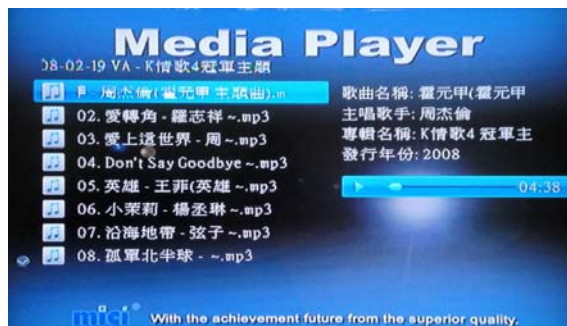 Media Player
08-02-19 VA - K情歌4冠軍主題
- 周杰倫(霍元甲主題曲).m
02. 愛轉角 - 羅志祥 ~.mp3
03. 愛上這世界 - 周~.mp3
04. Don't Say Goodbye ~.mp3
05. 英雄 - 王菲(英雄 ~.mp3
06. 小茉莉 - 楊丞琳 ~.mp3
07. 沿海地帶 - 弦子 ~.mp3
08. 孤單北半球 - ~.mp3
歌曲名稱: 霍元甲(霍元甲
主唱歌手: 周杰倫
專輯名稱: K情歌4 冠軍主
發行年份: 2008
04:38
mici
With the achievement future from the superior quality.